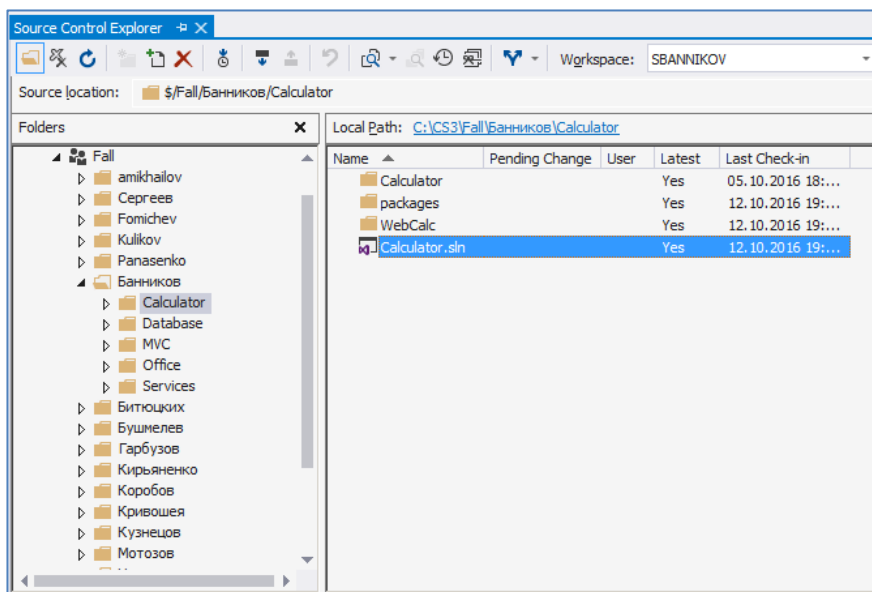 Source Control Explorer
Workspace: SBANNIKOV
Source location: $/Fall/Банников/Calculator
Folders
Local Path: C:\CS3\Fall\Банников\Calculator
Name Pending Change User Latest Last Check-in
Fall
amikhailov
Сергеев
Fomichev
Kulikov
Panasenko
Банников
Calculator
Database
MVC
Office
Services
Битюцких
Бушмелев
Гарбузов
Кирьяненко
Коробов
Кривошея
Кузнецов
Мотозов
Calculator Yes 05.10.2016 18:...
packages Yes 12.10.2016 19:...
WebCalc Yes 12.10.2016 19:...
Calculator.sln Yes 12.10.2016 19:...